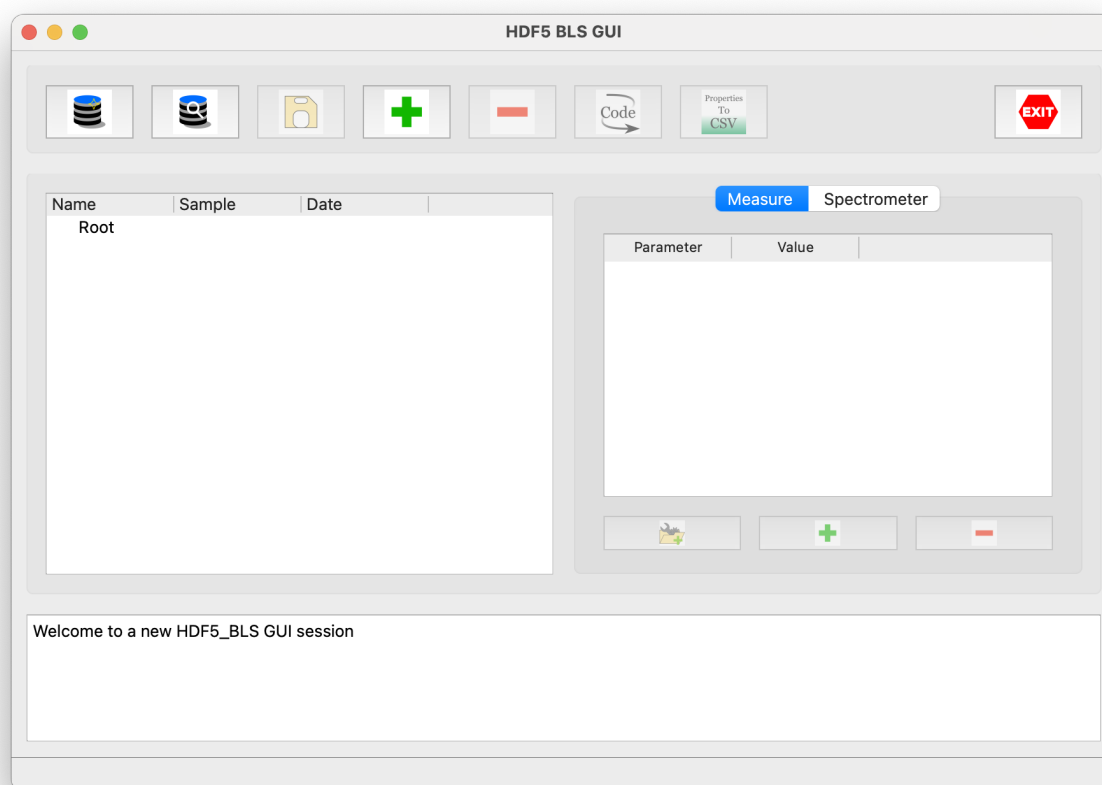 HDF5 BLS GUI
Code
Properties
To
CSV
EXIT
Name Sample Date
Root
Measure Spectrometer
Parameter Value
Welcome to a new HDF5_BLS GUI session